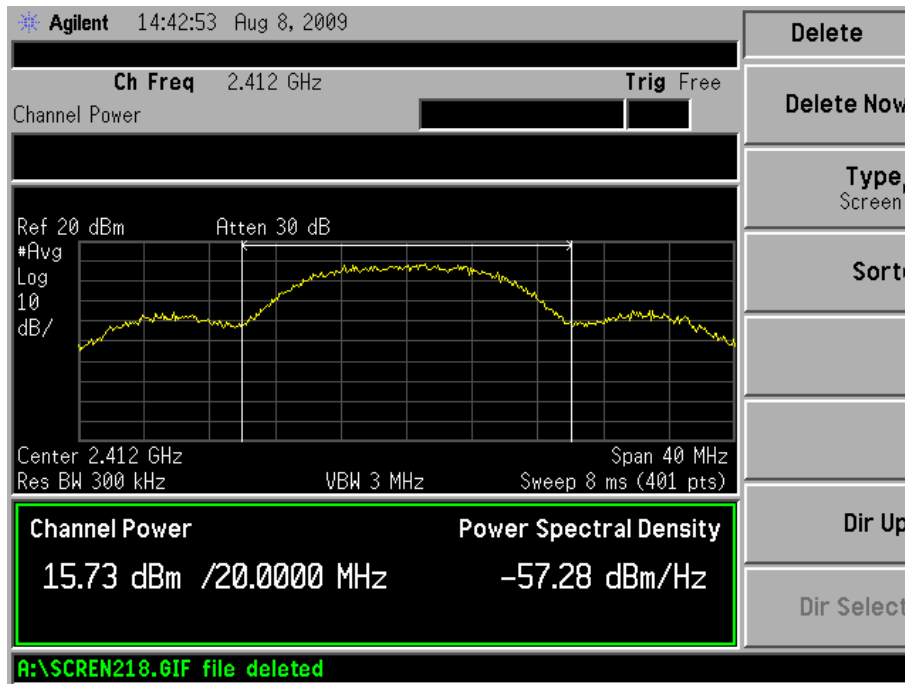 Agilent 14:42:53 Aug 8, 2009
Delete
Ch Freq 2.412 GHz Trig Free
Channel Power
Delete Now
Type,
Screen
Ref 20 dBm Atten 30 dB
#Avg
Log
10
dB/
Sort
Center 2.412 GHz Span 40 MHz
Res BW 300 kHz VBW 3 MHz Sweep 8 ms (401 pts)
Channel Power Power Spectral Density
15.73 dBm /20.0000 MHz -57.28 dBm/Hz
Dir Up
Dir Select
A:\SCREN218.GIF file deleted